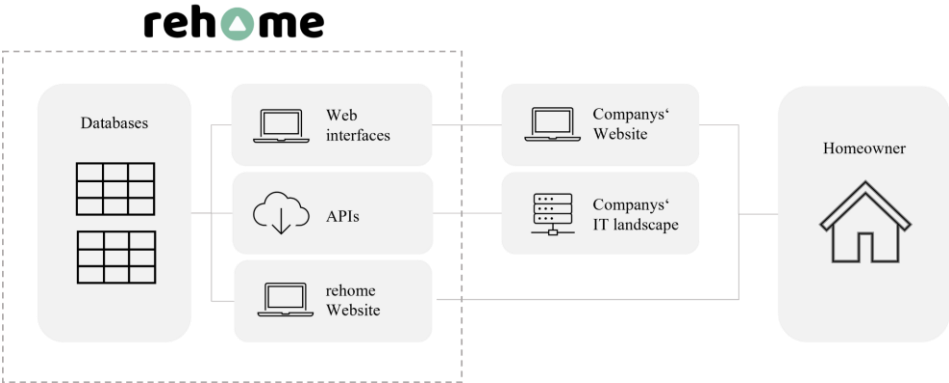 rehome
Databases
Web
interfaces
APIs
rehome
Website
Companys‘
Website
Companys‘
IT landscape
Homeowner